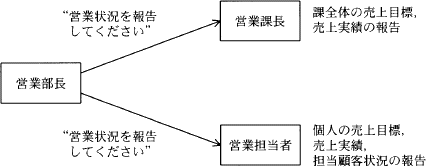 “営業状況を報告
してください”
営業課長
課全体の売上目標，
売上実績の報告
営業部長
“営業状況を報告
してください”
営業担当者
個人の売上目標，
売上実績，
担当顧客状況の報告